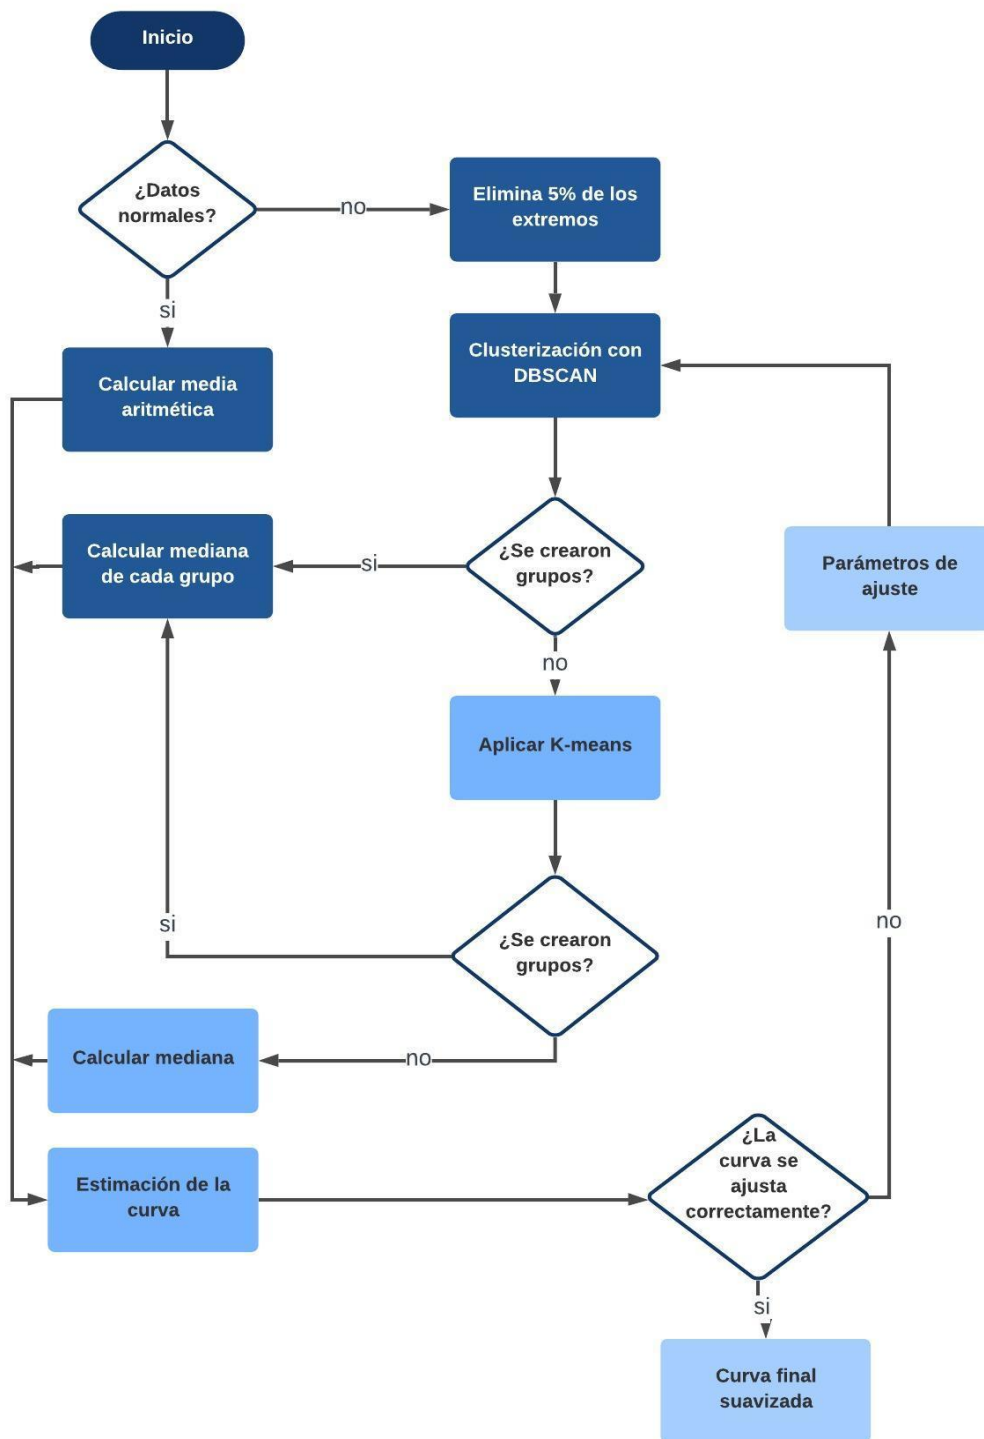 Inicio
¿Datos
normales?
no
Elimina 5% de los
extremos
si
Clusterización con
DBSCAN
Calcular media
aritmética
Calcular mediana
de cada grupo
si
¿Se crearon
grupos?
Parámetros de
ajuste
no
Aplicar K-means
si
¿Se crearon
grupos?
no
Calcular mediana
no
¿La
curva se
ajusta
correctamente?
Estimación de la
curva
si
Curva final
suavizada